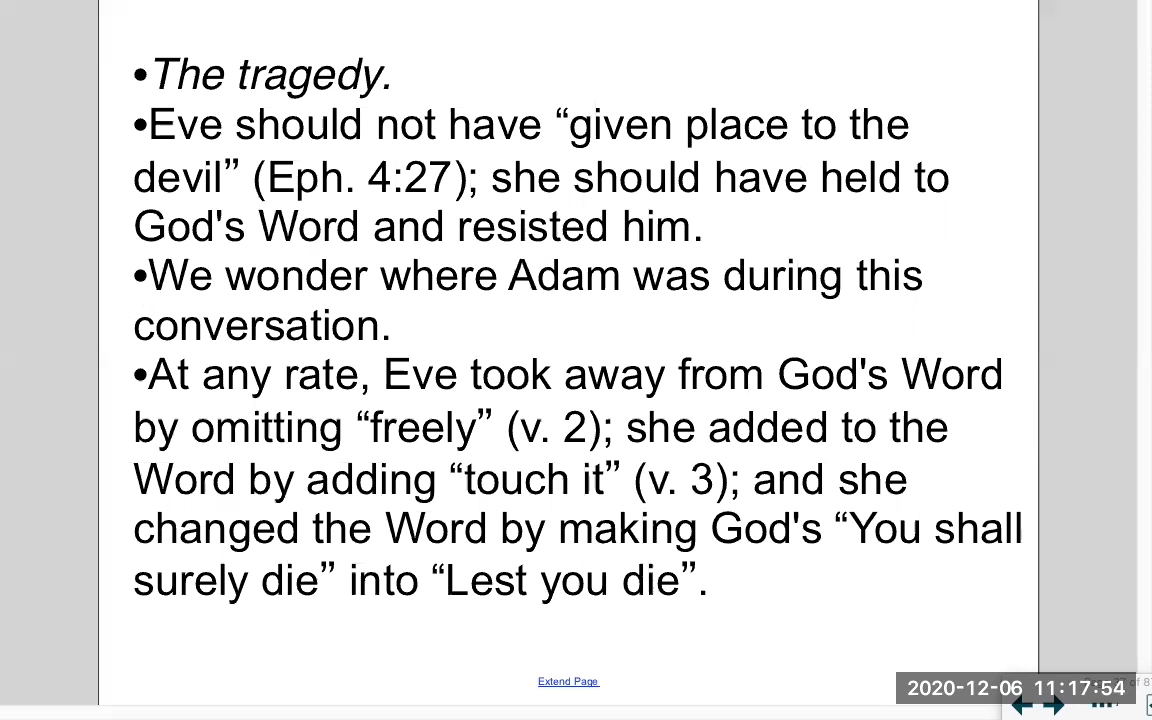 •The tragedy.
•Eve should not have “given place to the
devil” (Eph. 4:27); she should have held to
God's Word and resisted him.
•We wonder where Adam was during this
conversation.
•At any rate, Eve took away from God's Word
by omitting “freely” (v. 2); she added to the
Word by adding “touch it” (v. 3); and she
changed the Word by making God's “You shall
surely die” into “Lest you die”.
Extend Page
2020-12-06 11:17:54